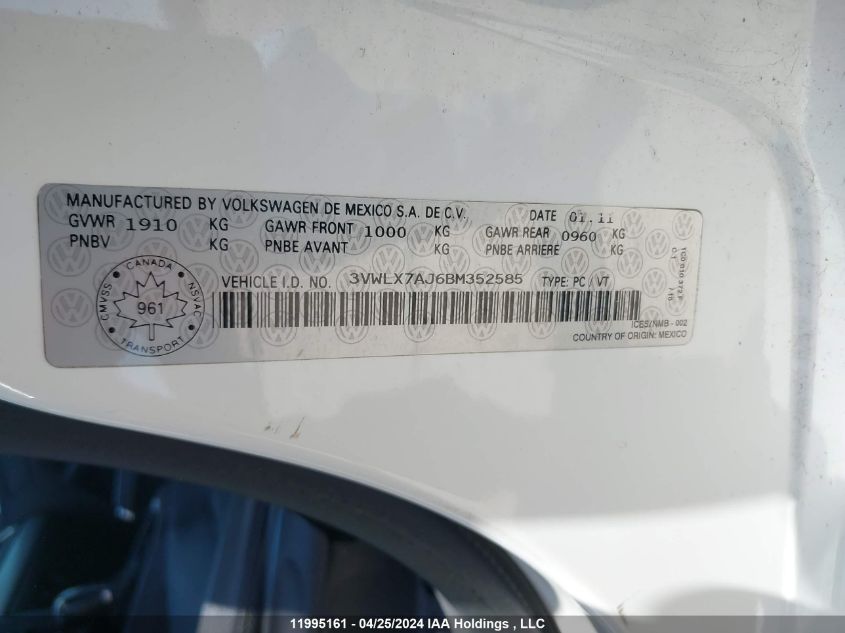 MANUFACTURED BY VOLKSWAGEN DE MEXICO S.A. DE C.V. DATE 01.11
GVWR 1910 KG GAWR FRONT 1000 KG GAWR REAR 0960 KG
PNBV KG PNBE AVANT KG PNBE ARRIERE KG
VEHICLE I.D. NO. 3VWLX7AJ6BM352585 TYPE: PC / VT
CANADA
CMVSS 961 NSVAC
TRANSPORT
ICES/NMB - 002
COUNTRY OF ORIGIN: MEXICO
11995161 - 04/25/2024 IAA Holdings , LLC